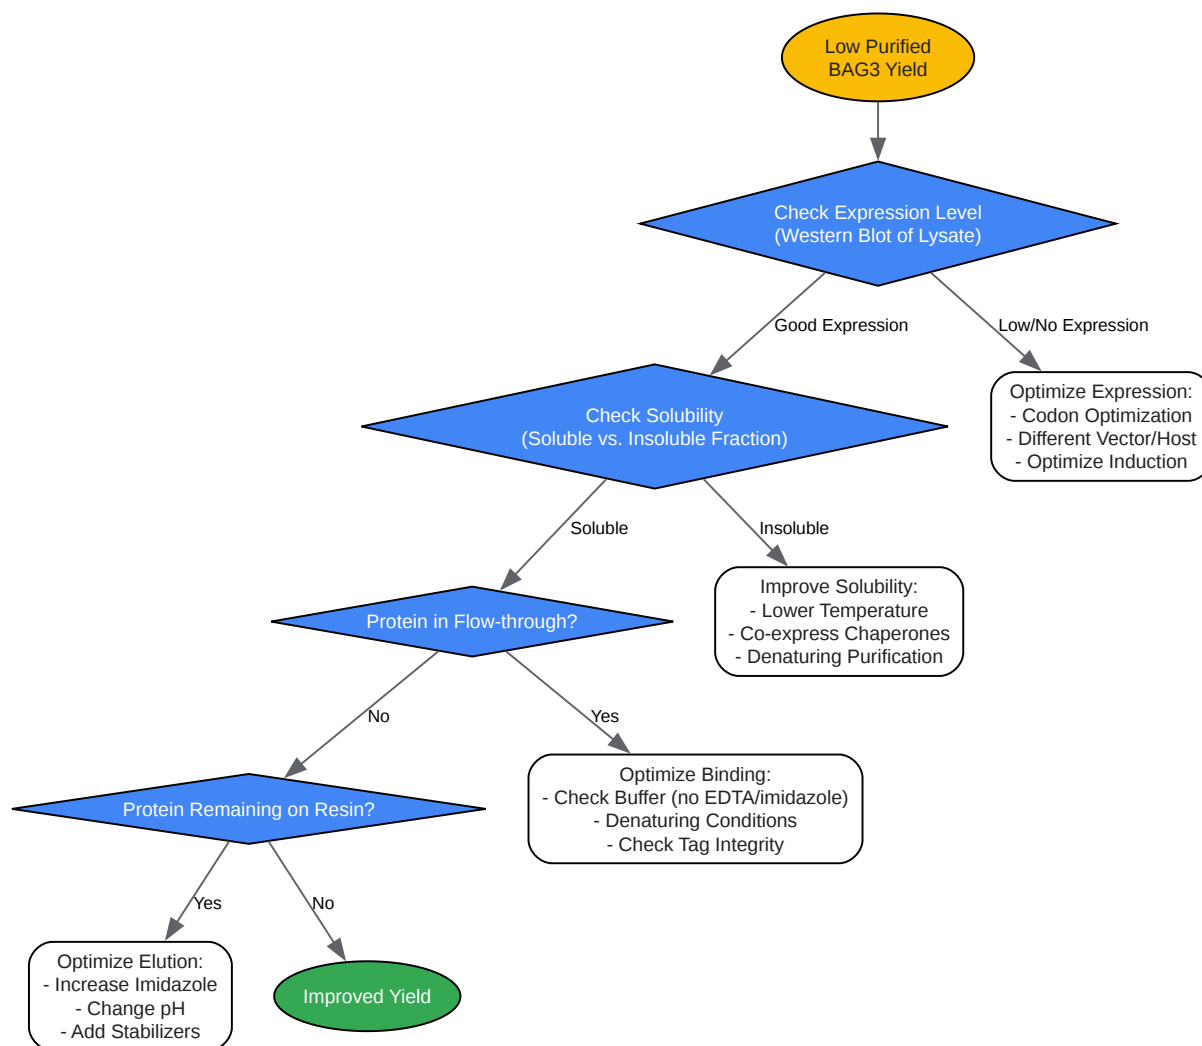 Low Purified
BAG3 Yield
Check Expression Level
(Western Blot of Lysate)
Good Expression
Low/No Expression
Check Solubility
(Soluble vs. Insoluble Fraction)
Optimize Expression:
- Codon Optimization
- Different Vector/Host
- Optimize Induction
Soluble
Insoluble
Protein in Flow-through?
Improve Solubility:
- Lower Temperature
- Co-express Chaperones
- Denaturing Purification
No
Yes
Protein Remaining on Resin?
Optimize Binding:
- Check Buffer (no EDTA/imidazole)
- Denaturing Conditions
- Check Tag Integrity
Yes
No
Optimize Elution:
- Increase Imidazole
- Change pH
- Add Stabilizers
Improved Yield